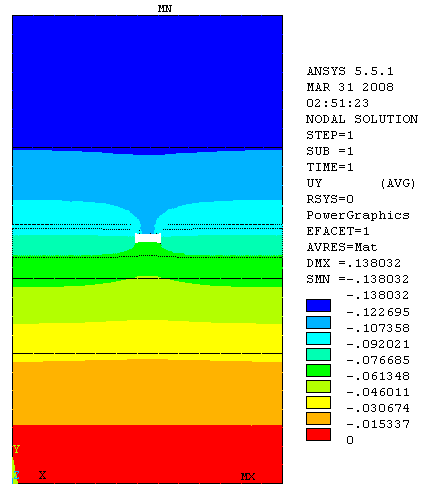 MN
ANSYS 5.5.1
MAR 31 2008
02:51:23
NODAL SOLUTION
STEP=1
SUB =1
TIME=1
UY (AVG)
RSYS=0
PowerGraphics
EFACET=1
AVRES=Mat
DMX =.138032
SMN =-.138032
-.138032
-.122695
-.107358
-.092021
-.076685
-.061348
-.046011
-.030674
-.015337
0
Y
Z X MX